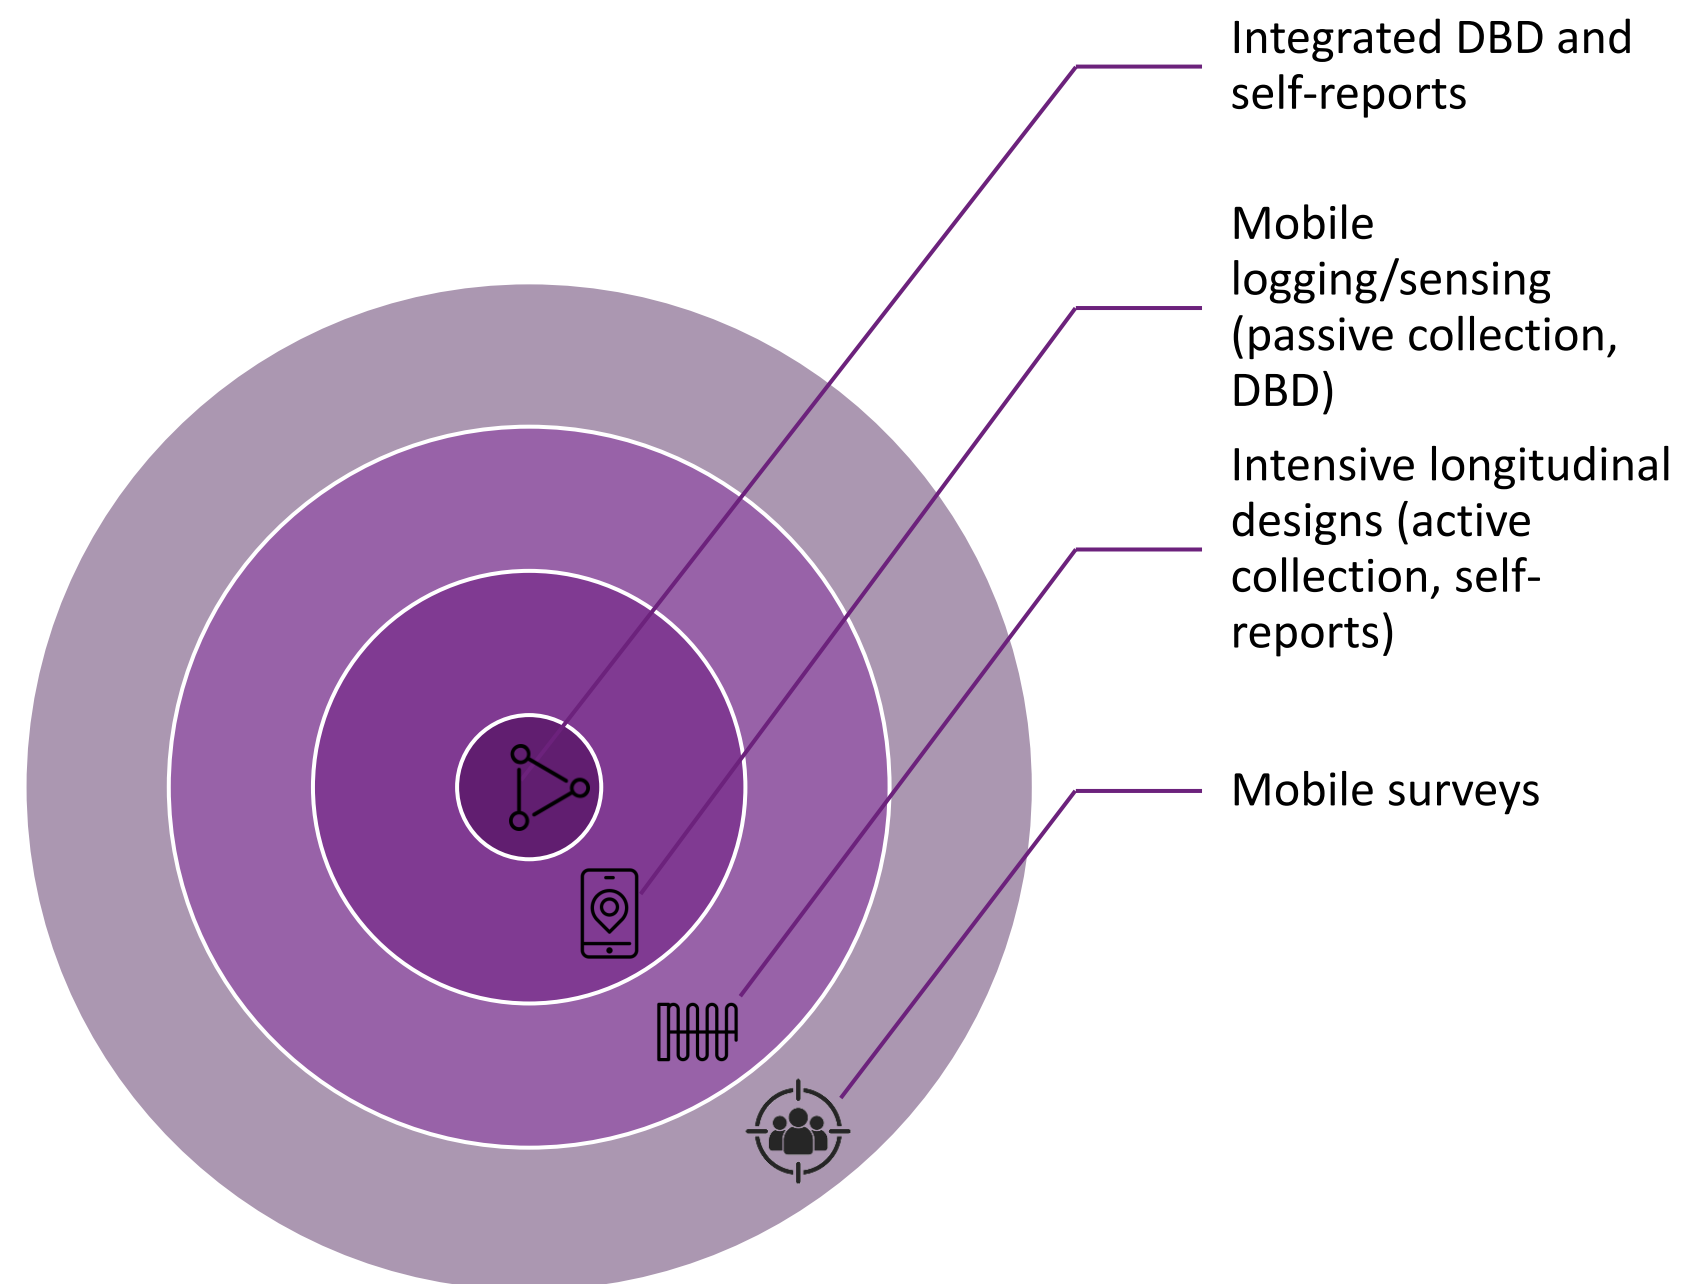 Integrated DBD and
self-reports
Mobile
logging/sensing
(passive collection,
DBD)
Intensive longitudinal
designs (active
collection, self-
reports)
Mobile surveys